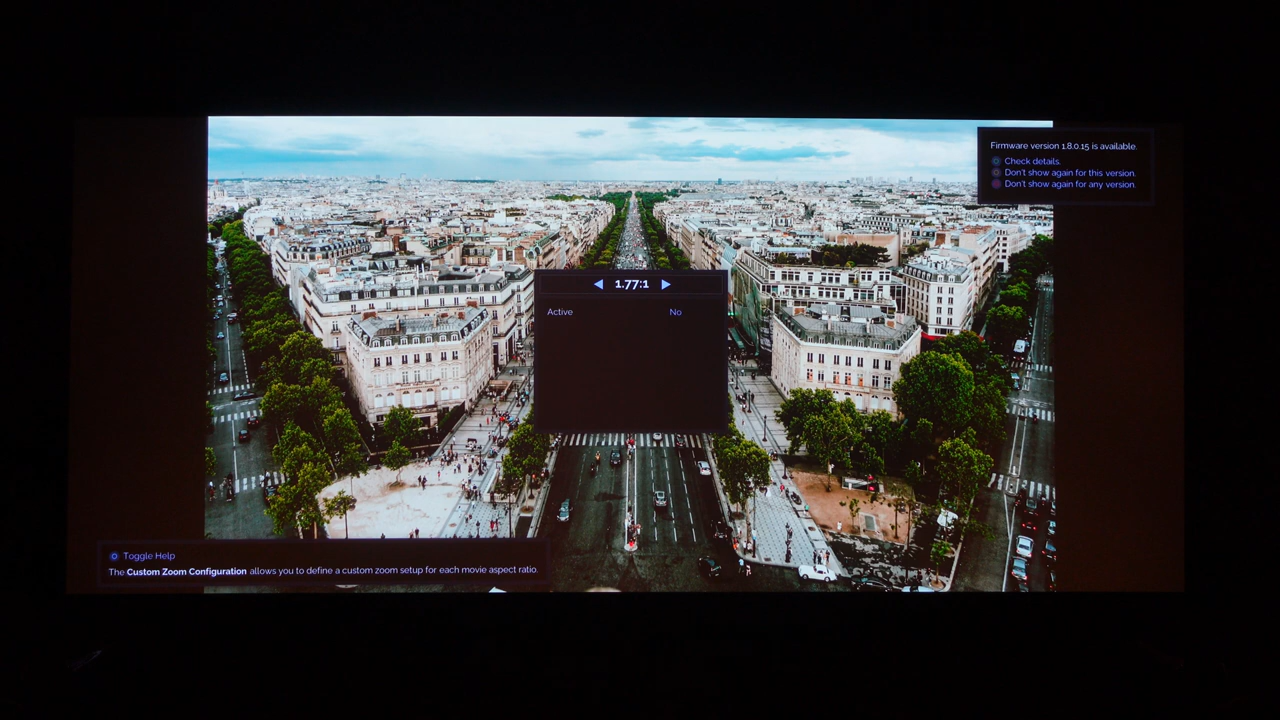 Firmware version 1.8.0.15 is available.
Check details.
Don't show again for this version.
Don't show again for any version.
1.77:1
Active No
Toggle Help
The Custom Zoom Configuration allows you to define a custom zoom setup for each movie aspect ratio.